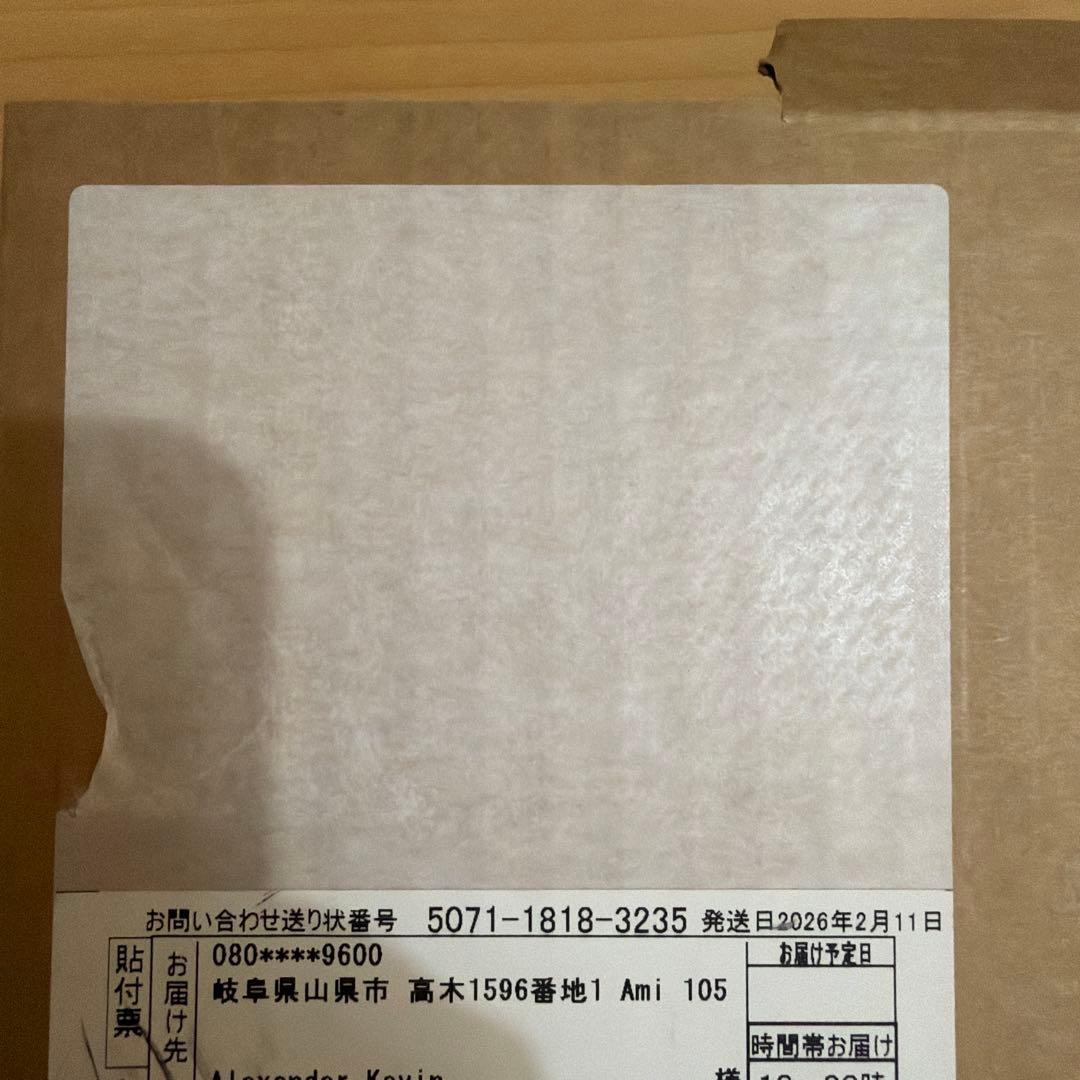 お問い合わせ送り状番号 5071-1818-3235 発送日2026年2月11日
貼付票
お届け先
080****9600
岐阜県山県市 高木1596番地1 Ami 105
Alexander Kevin 様
お届け予定日
時間帯お届け